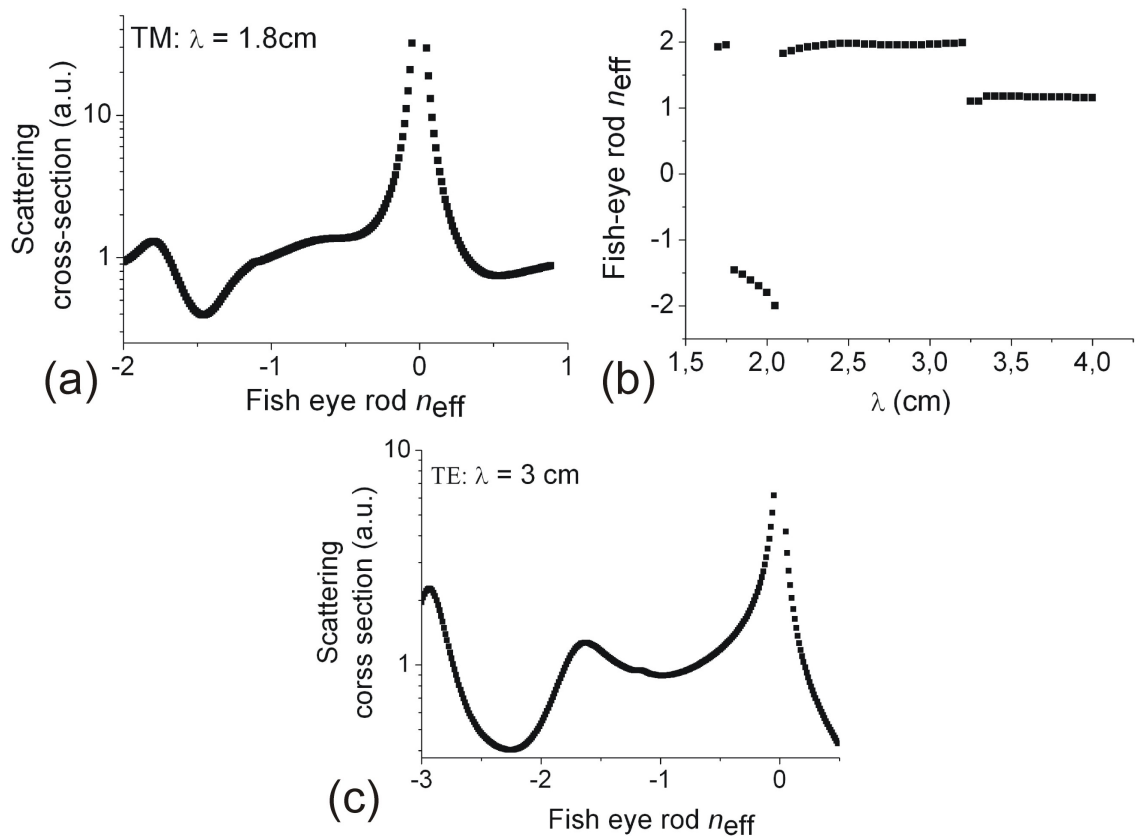 TM: λ = 1.8cm
Scattering
cross-section (a.u.)
10
1
-2
-1
0
1
Fish eye rod neff
(a)
Fish-eye rod neff
2
1
0
-1
-2
1,5
2,0
2,5
3,0
3,5
4,0
λ (cm)
(b)
TE: λ = 3 cm
Scattering
corss section (a.u.)
10
1
-3
-2
-1
0
Fish eye rod neff
(c)